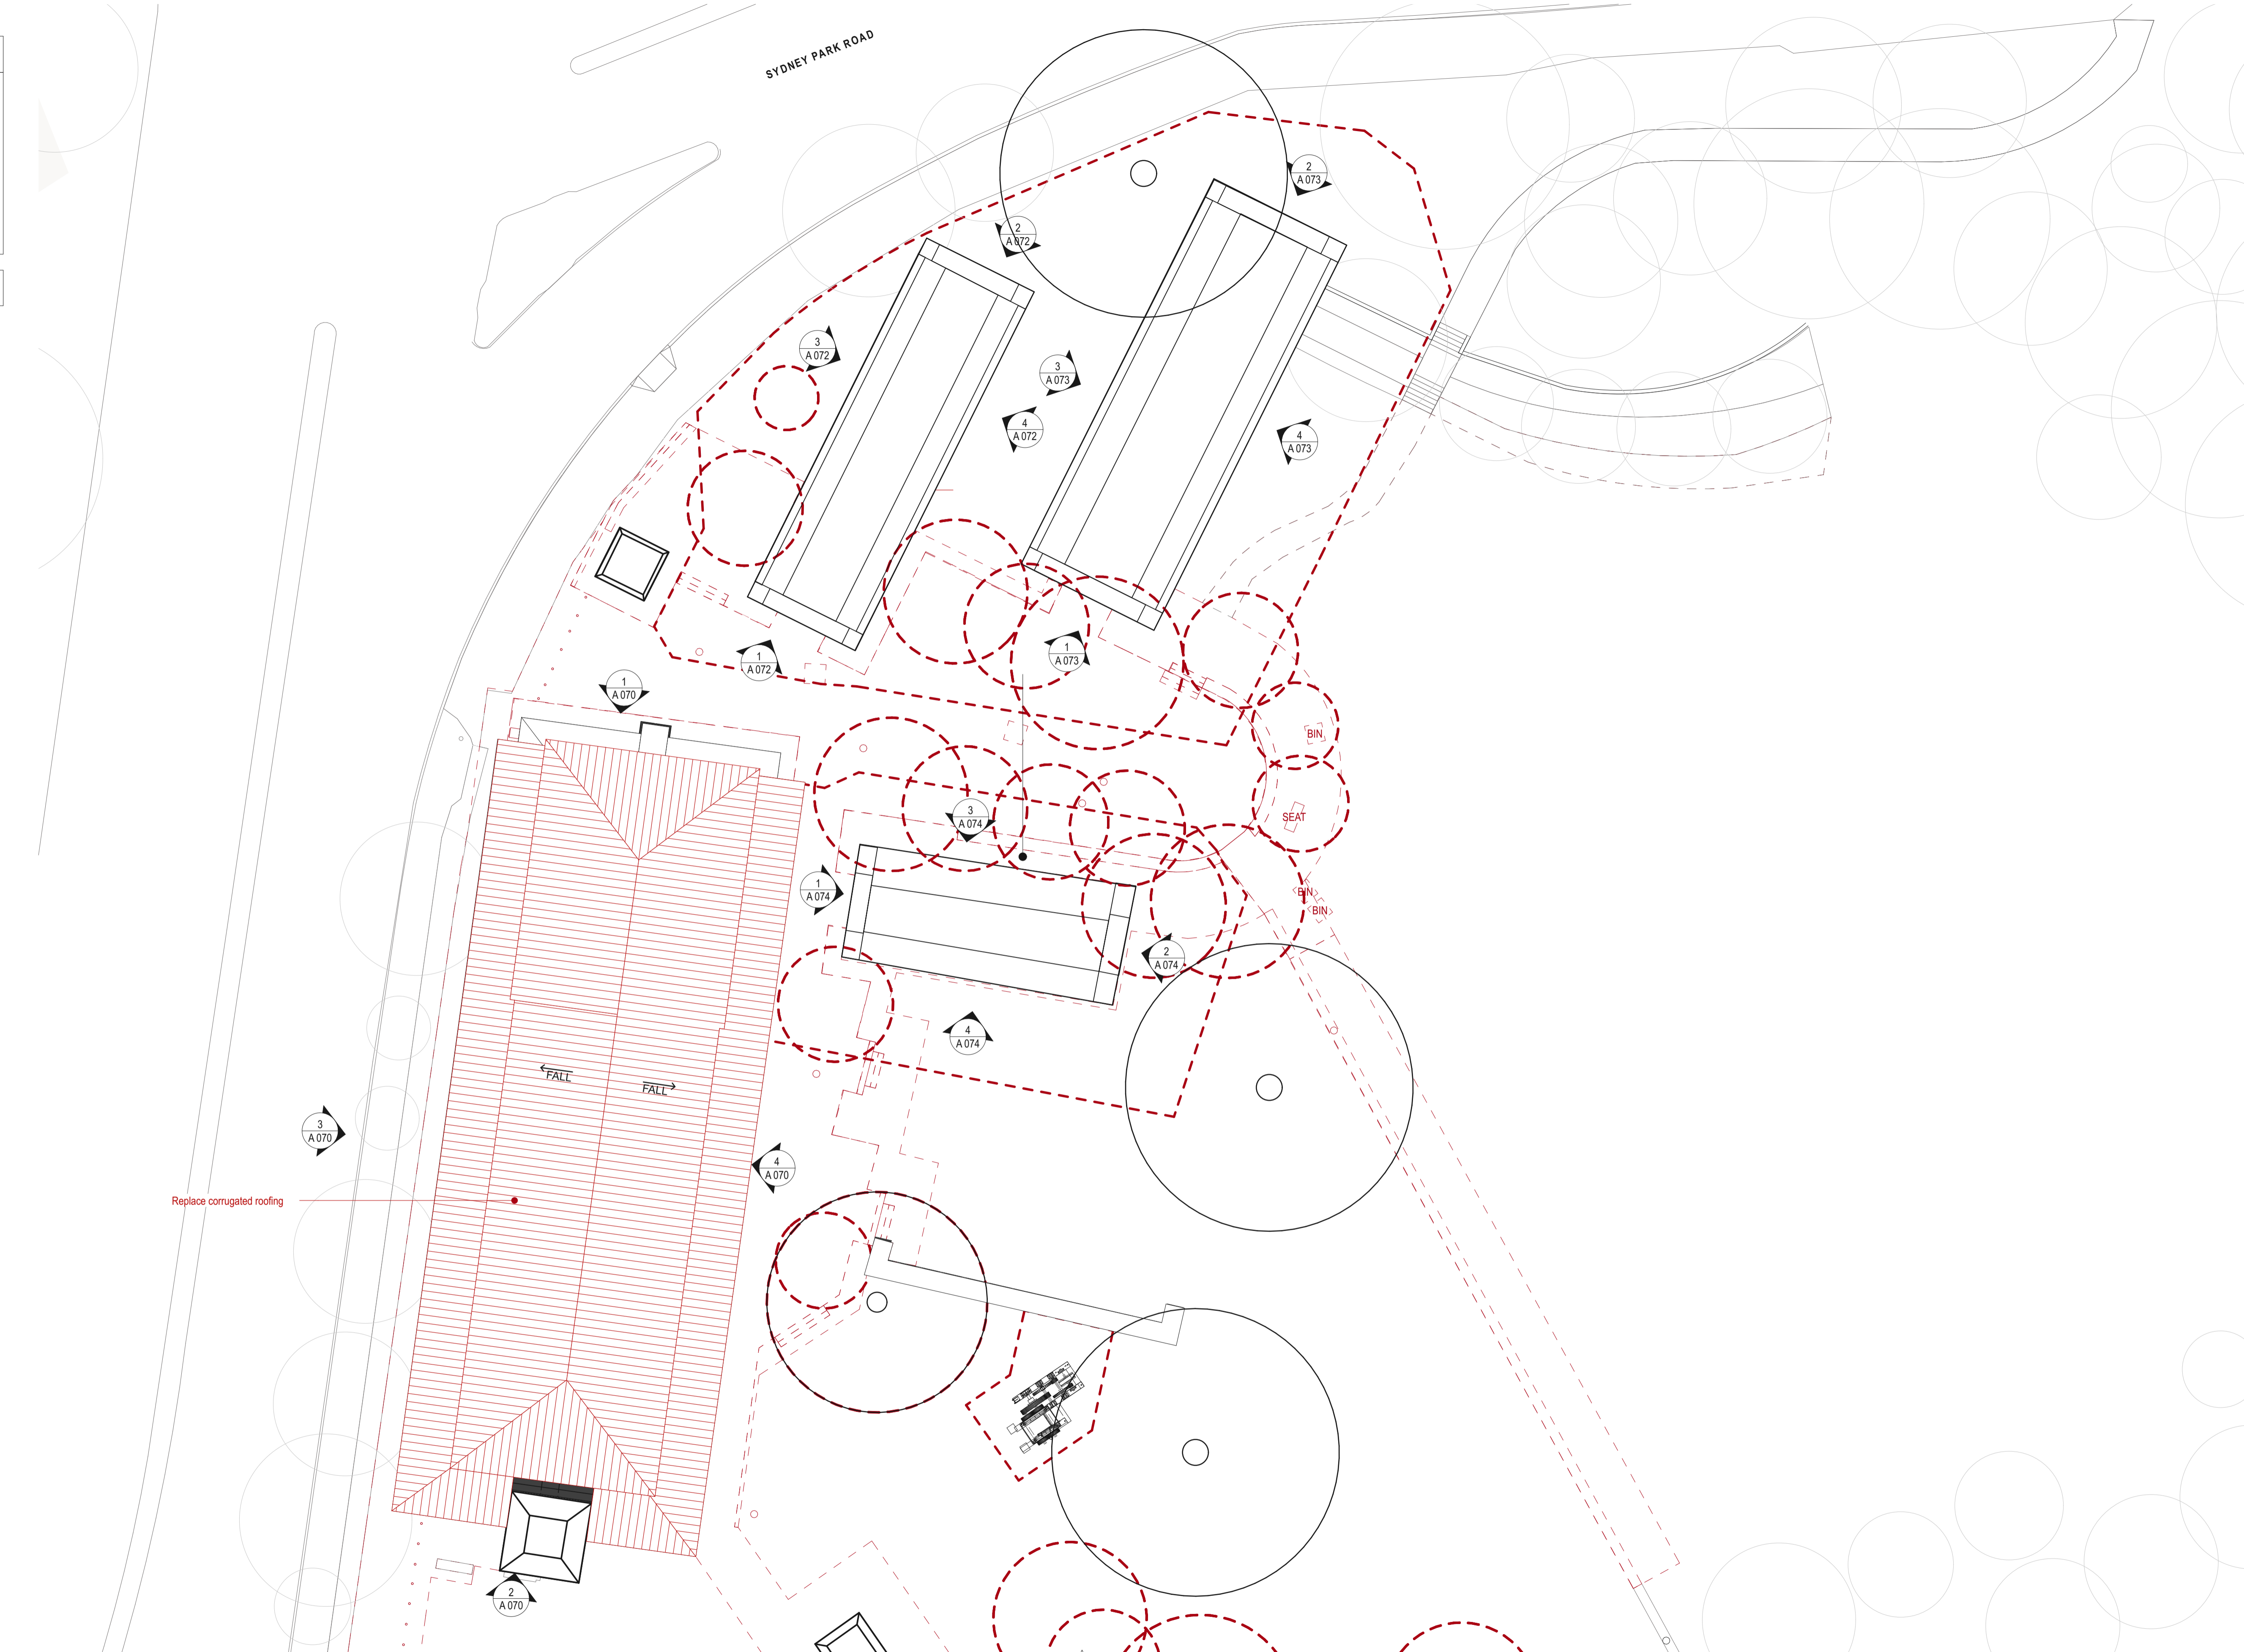 SYDNEY PARK ROAD
2
A 073
2
A 072
3
A 072
3
A 073
4
A 072
4
A 073
1
A 072
1
A 073
1
A 070
BIN
SEAT
3
A 074
1
A 074
BIN
BIN
2
A 074
4
A 074
FALL
FALL
3
A 070
4
A 070
Replace corrugated roofing
2
A 070